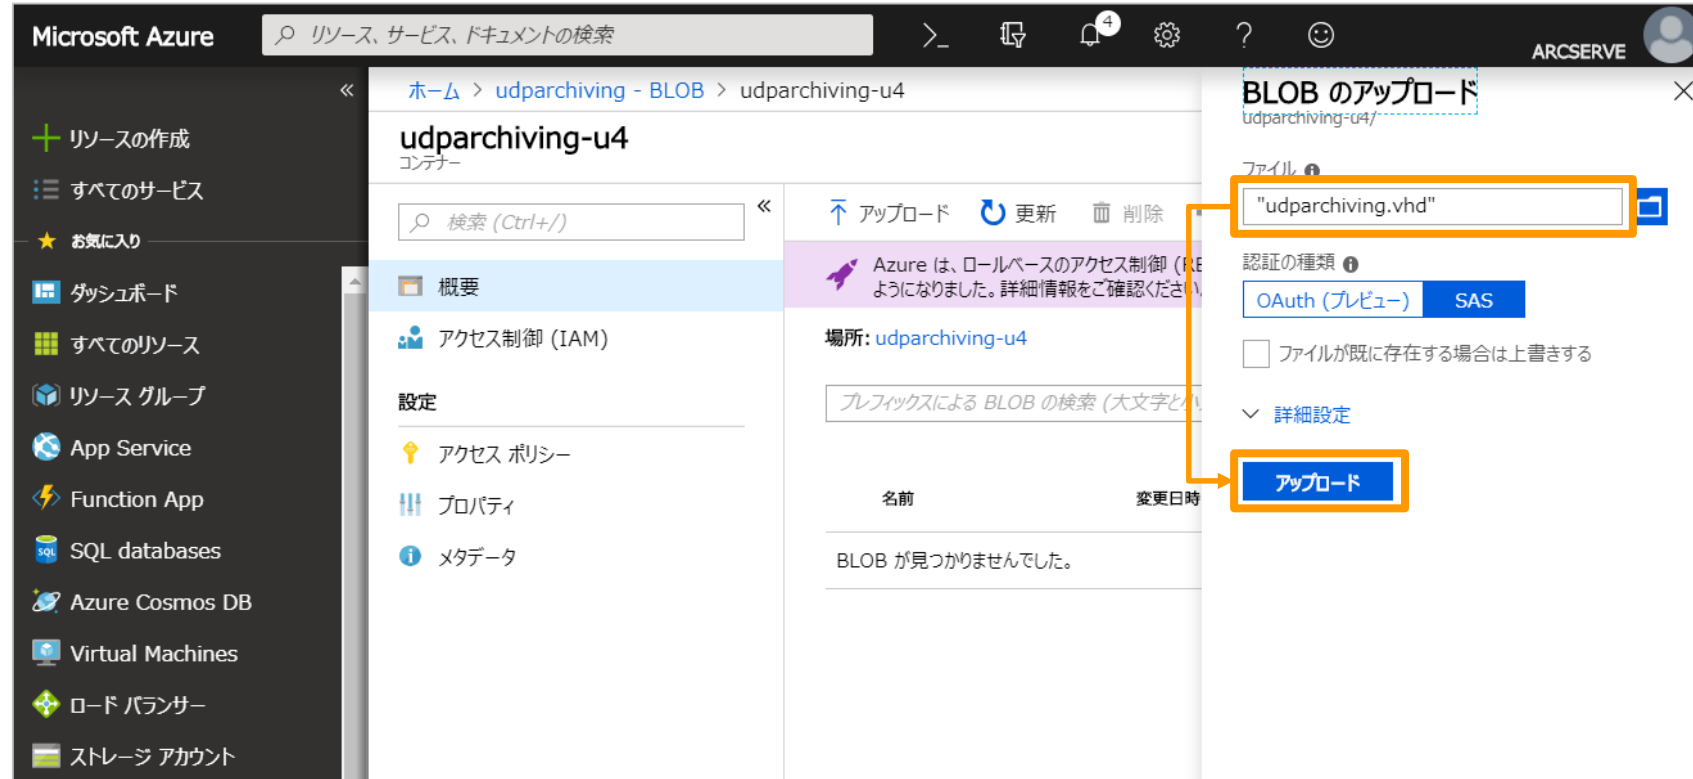 Microsoft Azure
リソース、サービス、ドキュメントの検索
4
ARCSERVE
リソースの作成
すべてのサービス
お気に入り
ダッシュボード
すべてのリソース
リソース グループ
App Service
Function App
SQL databases
Azure Cosmos DB
Virtual Machines
ロード バランサー
ストレージ アカウント
ホーム > udparchiving - BLOB > udparchiving-u4
udparchiving-u4
コンテナー
検索 (Ctrl+/)
概要
アクセス制御 (IAM)
設定
アクセス ポリシー
プロパティ
メタデータ
アップロード 更新 削除
Azure は、ロールベースのアクセス制御
ようになりました。詳細情報をご確認ください
場所: udparchiving-u4
プレフィックスによる BLOB の検索 (大文字と小
名前 変更日時
BLOB が見つかりませんでした。
BLOB のアップロード
udparchiving-u4/
ファイル
"udparchiving.vhd"
認証の種類
OAuth (プレビュー) SAS
ファイルが既に存在する場合は上書きする
詳細設定
アップロード